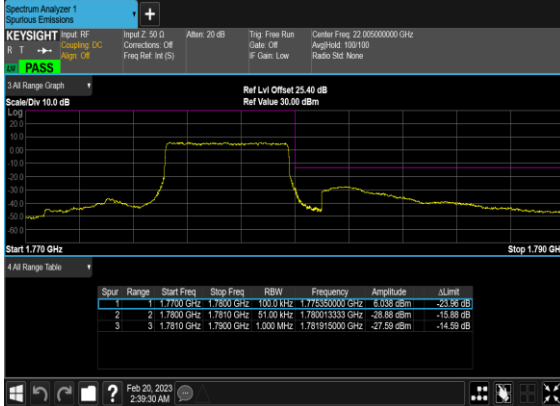 Spectrum Analyzer 1
Spurious Emissions
+
KEYSIGHT Input: RF Input Z: 50 Ω Atten: 20 dB Trig: Free Run Center Freq: 22.005000000 GHz
R T Coupling: DC Corrections: Off Gate: Off Avg|Hold: 100/100
Align: Off Freq Ref: Int (S) IF Gain: Low Radio Std: None
PASS
3 All Range Graph
Ref Lvl Offset 25.40 dB
Scale/Div 10.0 dB Ref Value 30.00 dBm
Log
20.0
10.0
0.00
-10.0
-20.0
-30.0
-40.0
-50.0
-60.0
Start 1.770 GHz Stop 1.790 GH
4 All Range Table
Spur Range Start Freq Stop Freq RBW Frequency Amplitude ΔLimit
1 1 1.7700 GHz 1.7800 GHz 100.0 kHz 1.775350000 GHz 6.038 dBm -23.96 dB
2 2 1.7800 GHz 1.7810 GHz 51.00 kHz 1.780013333 GHz -28.88 dBm -15.88 dB
3 3 1.7810 GHz 1.7900 GHz 1.000 MHz 1.781915000 GHz -27.59 dBm -14.59 dB
?
Feb 20, 2023
2:39:30 AM